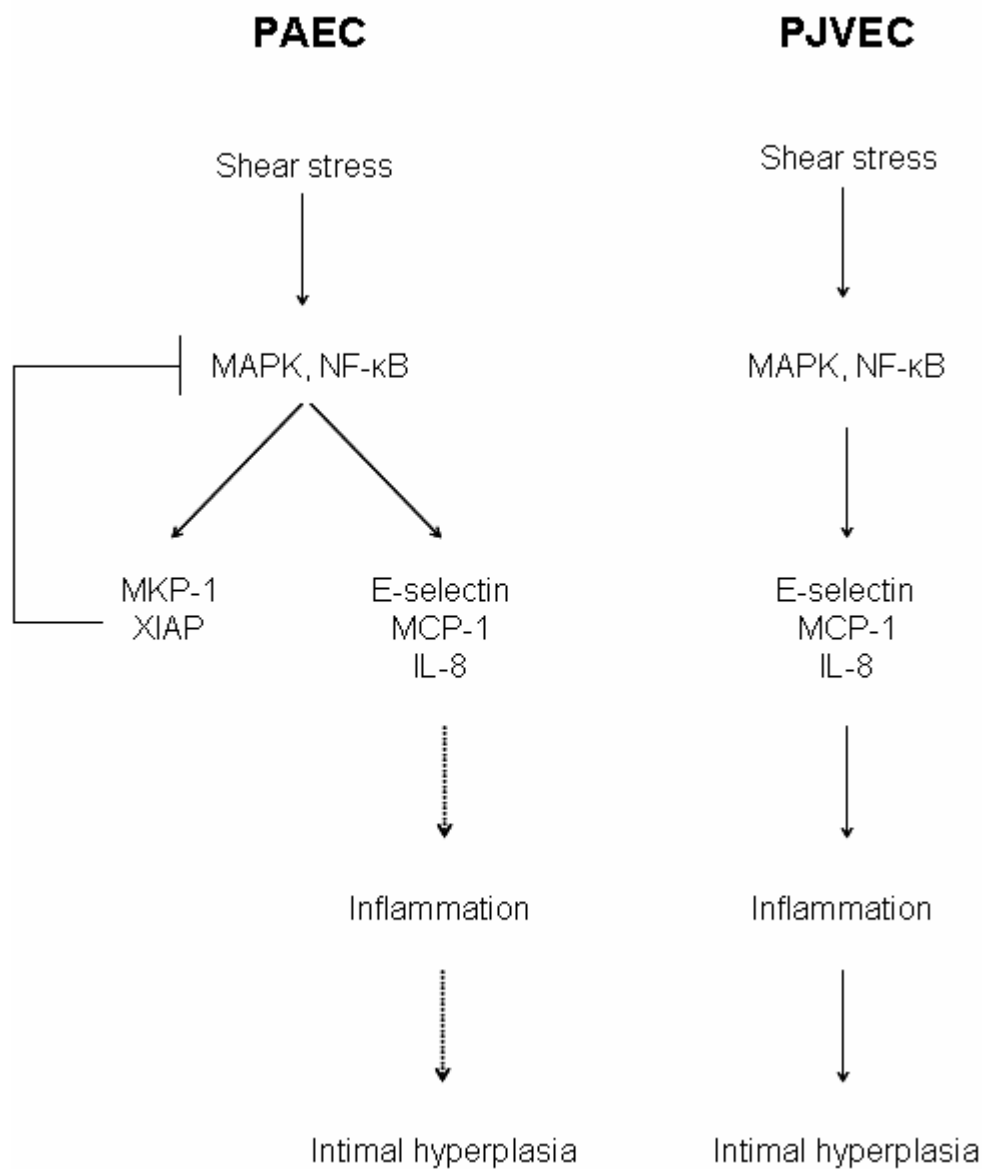 PAEC
Shear stress
MAPK, NF-κB
MKP-1
XIAP
E-selectin
MCP-1
IL-8
Inflammation
Intimal hyperplasia
PJVEC
Shear stress
MAPK, NF-κB
E-selectin
MCP-1
IL-8
Inflammation
Intimal hyperplasia